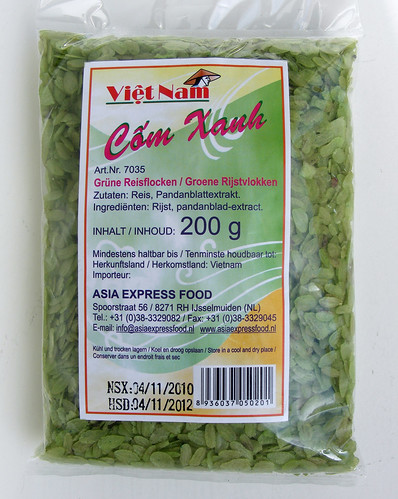 Việt Nam
Cốm Xanh
Art.Nr. 7035
Grüne Reisflocken / Groene Rijstvlokken
Zutaten: Reis, Pandanblattextrakt.
Ingrediënten: Rijst, pandanblad-extract.
INHALT / INHOUD: 200 g
Mindestens haltbar bis / Tenminste houdbaar tot:
Herkunftsland / Herkomstland: Vietnam
Importeur:
ASIA EXPRESS FOOD
Spoorstraat 56 / 8271 RH IJsselmuiden (NL)
Tel.: +31 (0)38-3329082 / Fax: +31 (0)38-3329045
E-mail: info@asiaexpressfood.nl www.asiaexpressfood.nl
Kühl und trocken lagern / Koel en droog opslaan / Store in a cool and dry place /
Conserver dans un endroit frais et sec
NSX:04/11/2010
HSD:04/11/2012
8 936037 050201